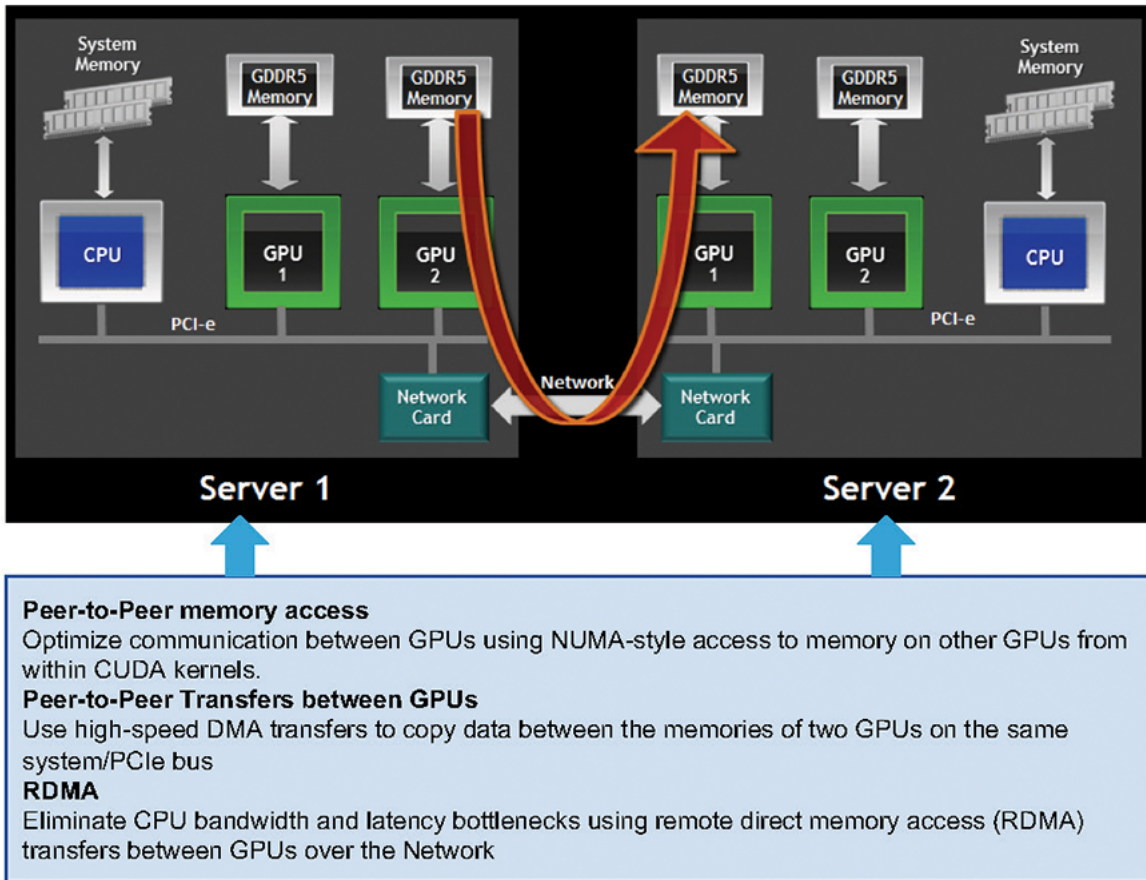 System
Memory
GDDR5
Memory
GDDR5
Memory
GDDR5
Memory
GDDR5
Memory
System
Memory
CPU
GPU
1
GPU
2
GPU
1
GPU
2
CPU
PCI-e
PCI-e
Network
Card
Network
Network
Card
Server 1
Server 2
Peer-to-Peer memory access
Optimize communication between GPUs using NUMA-style access to memory on other GPUs from
within CUDA kernels.
Peer-to-Peer Transfers between GPUs
Use high-speed DMA transfers to copy data between the memories of two GPUs on the same
system/PCIe bus
RDMA
Eliminate CPU bandwidth and latency bottlenecks using remote direct memory access (RDMA)
transfers between GPUs over the Network